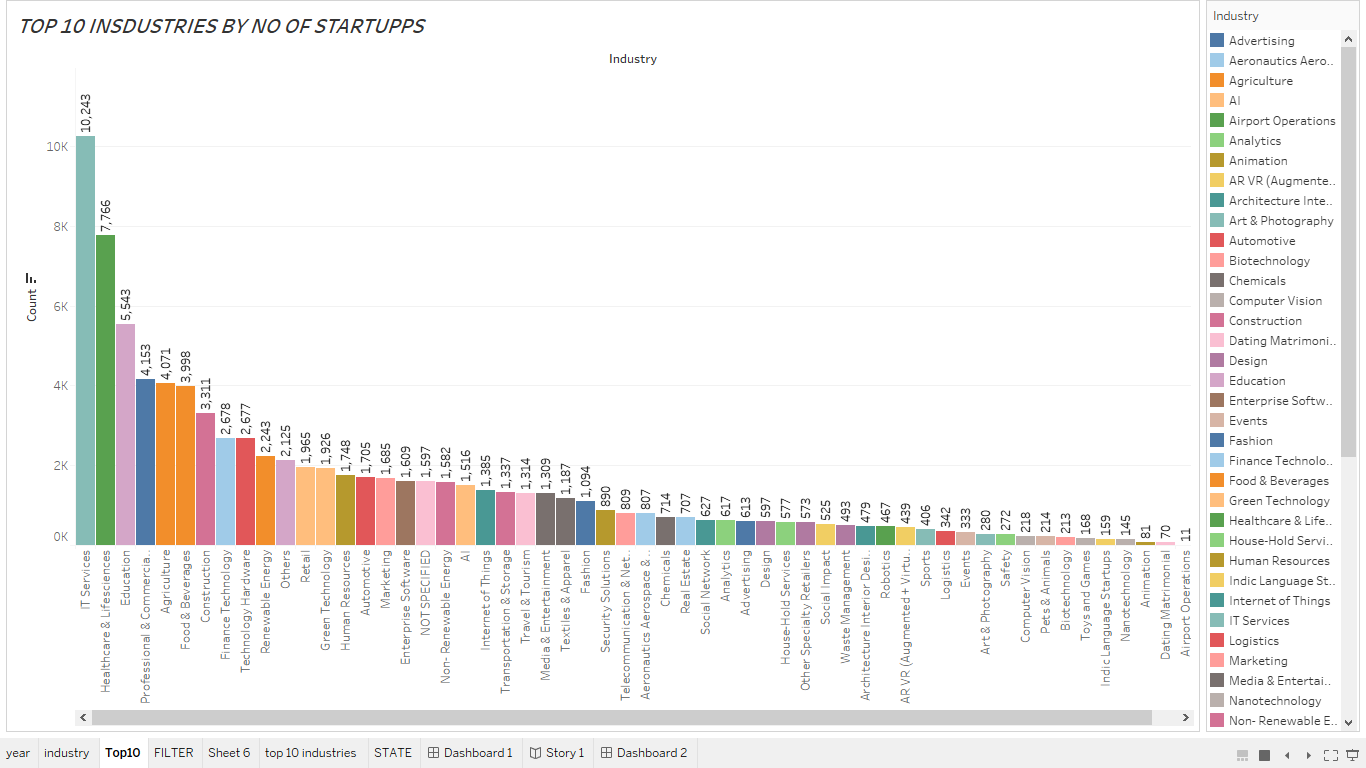 TOP 10 INSDUSTRIES BY NO OF STARTUPPS
Industry
Count
10K
8K
6K
4K
2K
0K
10,243
7,766
5,543
4,153
4,071
3,998
3,311
2,678
2,677
2,243
2,125
1,965
1,926
1,748
1,705
1,685
1,609
1,597
1,582
1,516
1,385
1,337
1,314
1,309
1,187
1,094
890
809
807
714
707
627
617
613
597
577
573
525
493
479
467
439
406
342
333
280
272
218
214
213
168
159
145
81
70
11
IT Services
Healthcare & Lifesciences
Education
Professional & Commercia..
Agriculture
Food & Beverages
Construction
Finance Technology
Technology Hardware
Renewable Energy
Others
Retail
Green Technology
Human Resources
Automotive
Marketing
Enterprise Software
NOT SPECIFIED
Non- Renewable Energy
AI
Internet of Things
Transportation & Storage
Travel & Tourism
Media & Entertainment
Textiles & Apparel
Fashion
Security Solutions
Telecommunication & Net..
Aeronautics Aerospace & ..
Chemicals
Real Estate
Social Network
Analytics
Advertising
Design
House-Hold Services
Other Specialty Retailers
Social Impact
Waste Management
Architecture Interior Desi..
Robotics
AR VR (Augmented + Virtu..
Sports
Logistics
Events
Art & Photography
Safety
Computer Vision
Pets & Animals
Biotechnology
Toys and Games
Indic Language Startups
Nanotechnology
Animation
Dating Matrimonial
Airport Operations
Industry
Advertising
Aeronautics Aero..
Agriculture
AI
Airport Operations
Analytics
Animation
AR VR (Augmente..
Architecture Inte..
Art & Photography
Automotive
Biotechnology
Chemicals
Computer Vision
Construction
Dating Matrimoni..
Design
Education
Enterprise Softw..
Events
Fashion
Finance Technolo..
Food & Beverages
Green Technology
Healthcare & Life..
House-Hold Servi..
Human Resources
Indic Language St..
Internet of Things
IT Services
Logistics
Marketing
Media & Entertai..
Nanotechnology
Non- Renewable E..
year industry Top10 FILTER Sheet 6 top 10 industries STATE Dashboard 1 Story 1 Dashboard 2